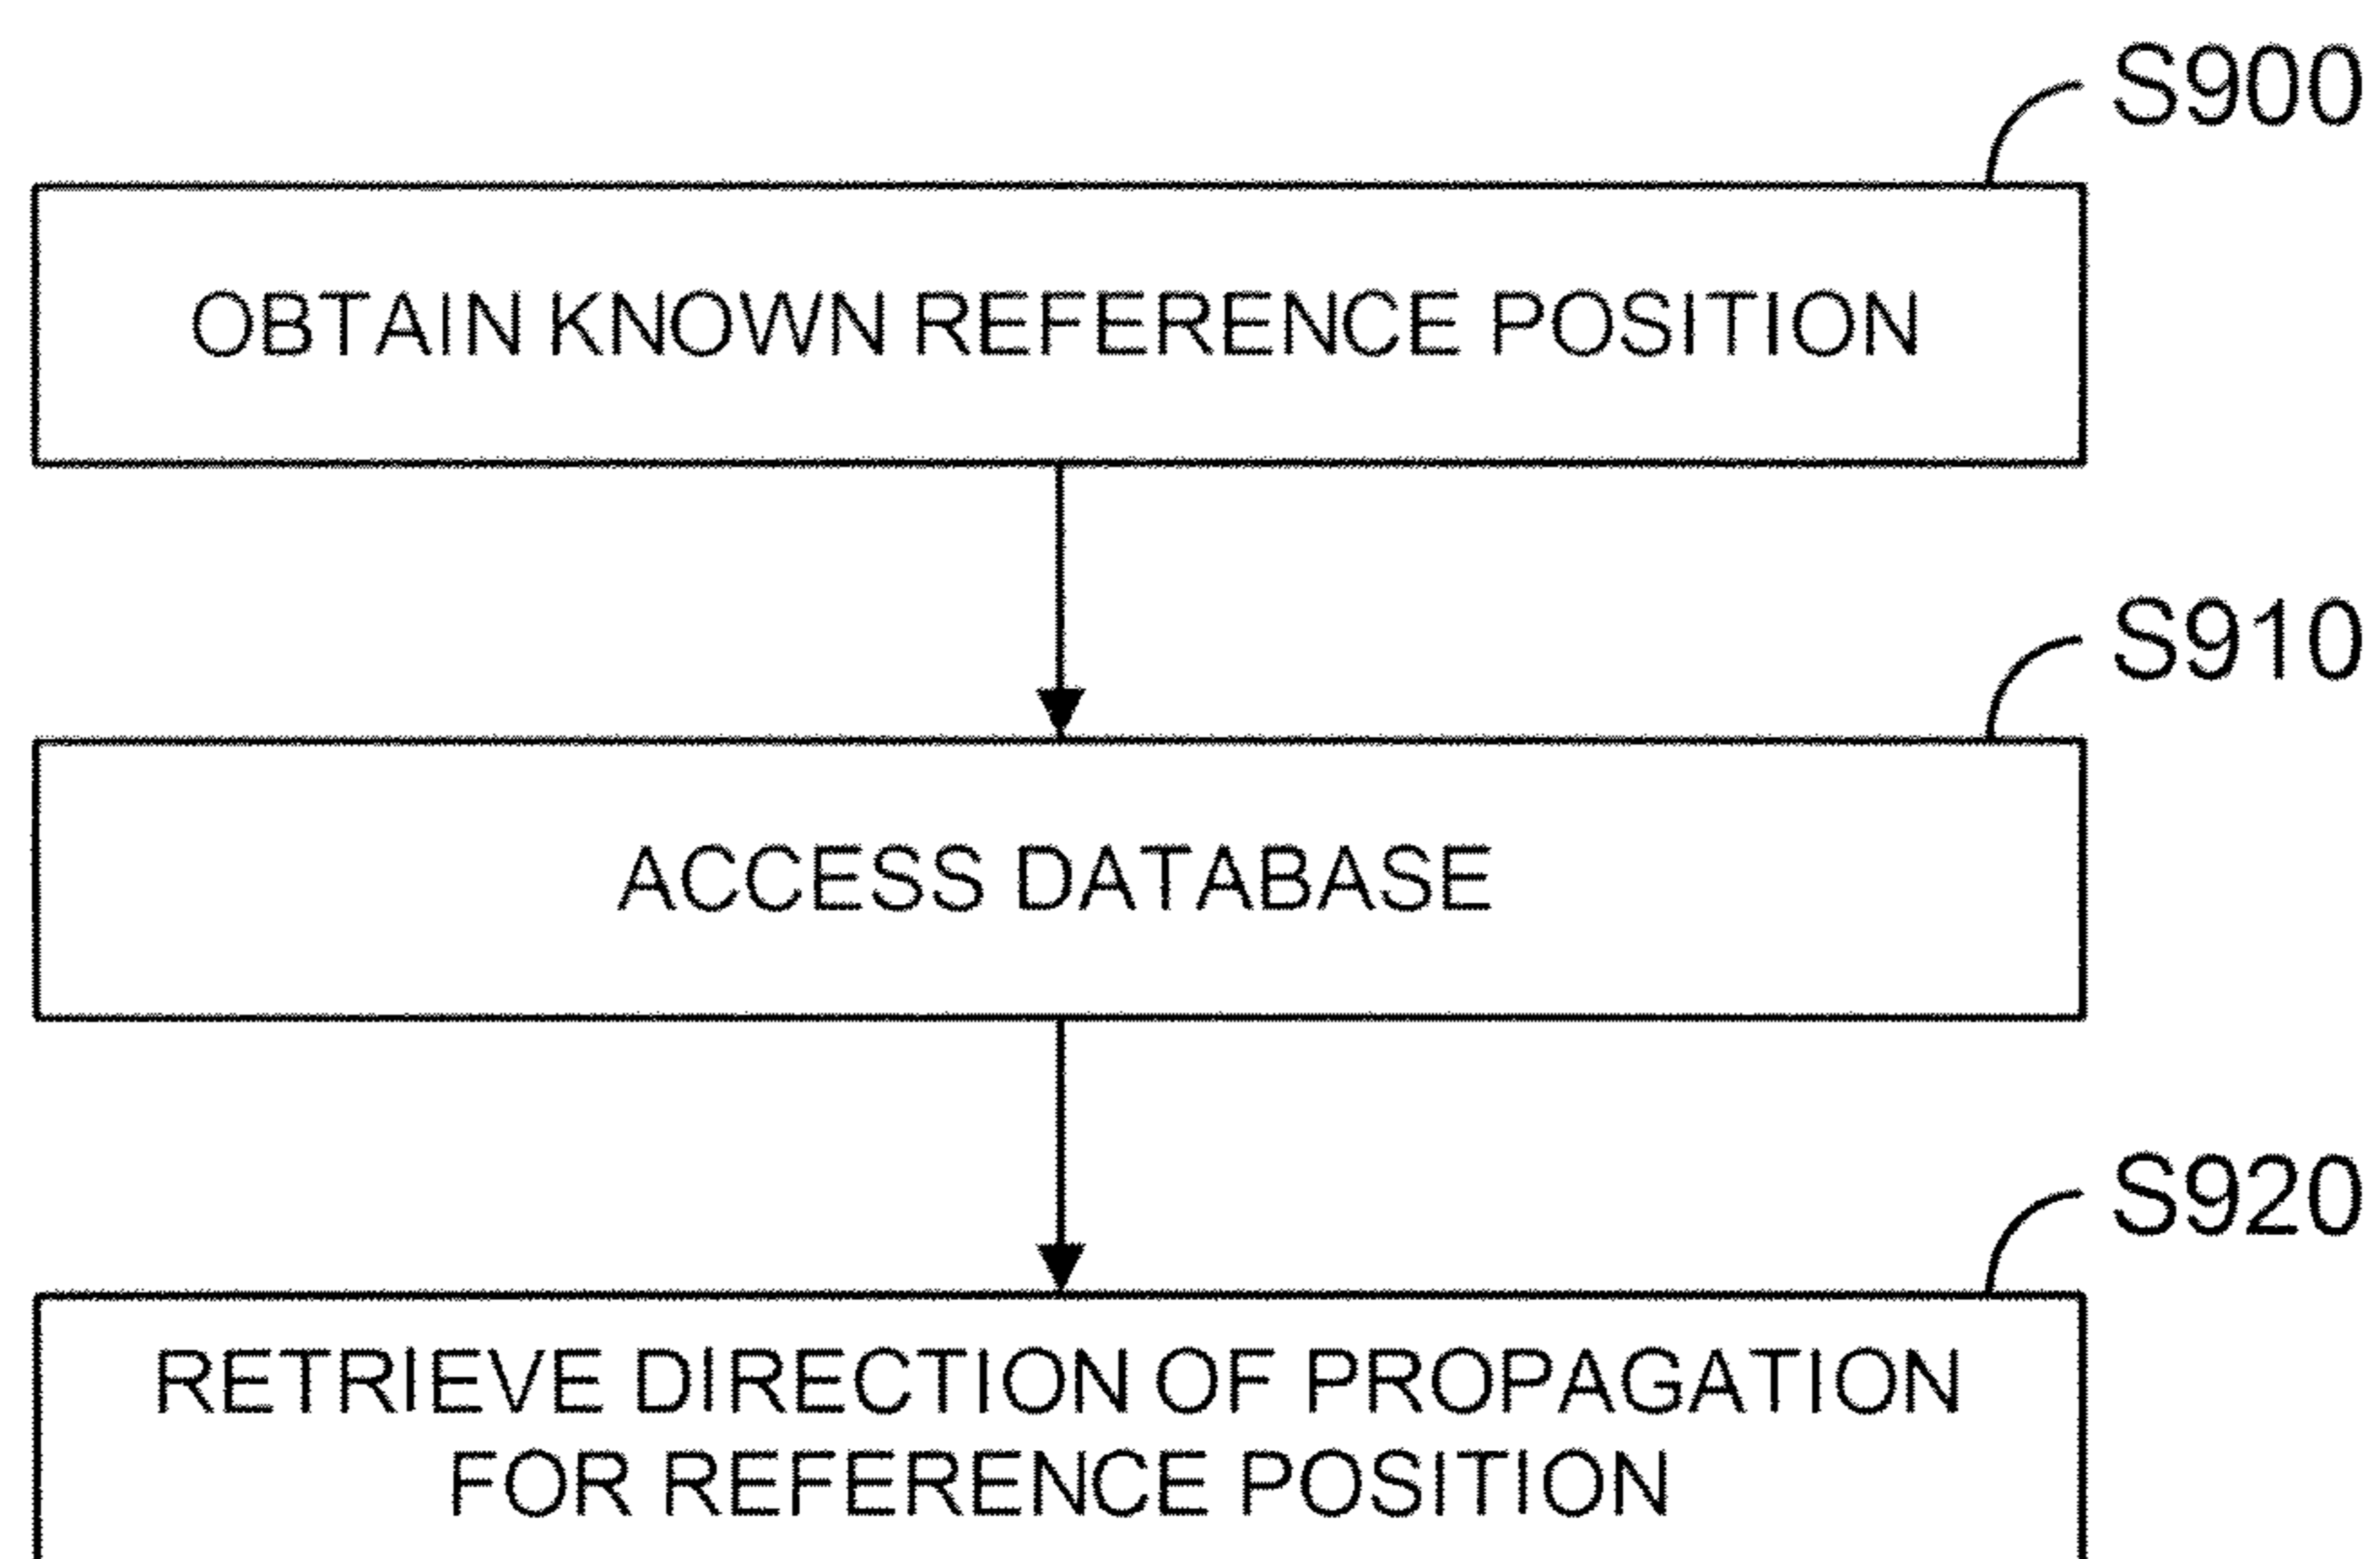 S900
OBTAIN KNOWN REFERENCE POSITION
S910
ACCESS DATABASE
S920
RETRIEVE DIRECTION OF PROPAGATION
FOR REFERENCE POSITION